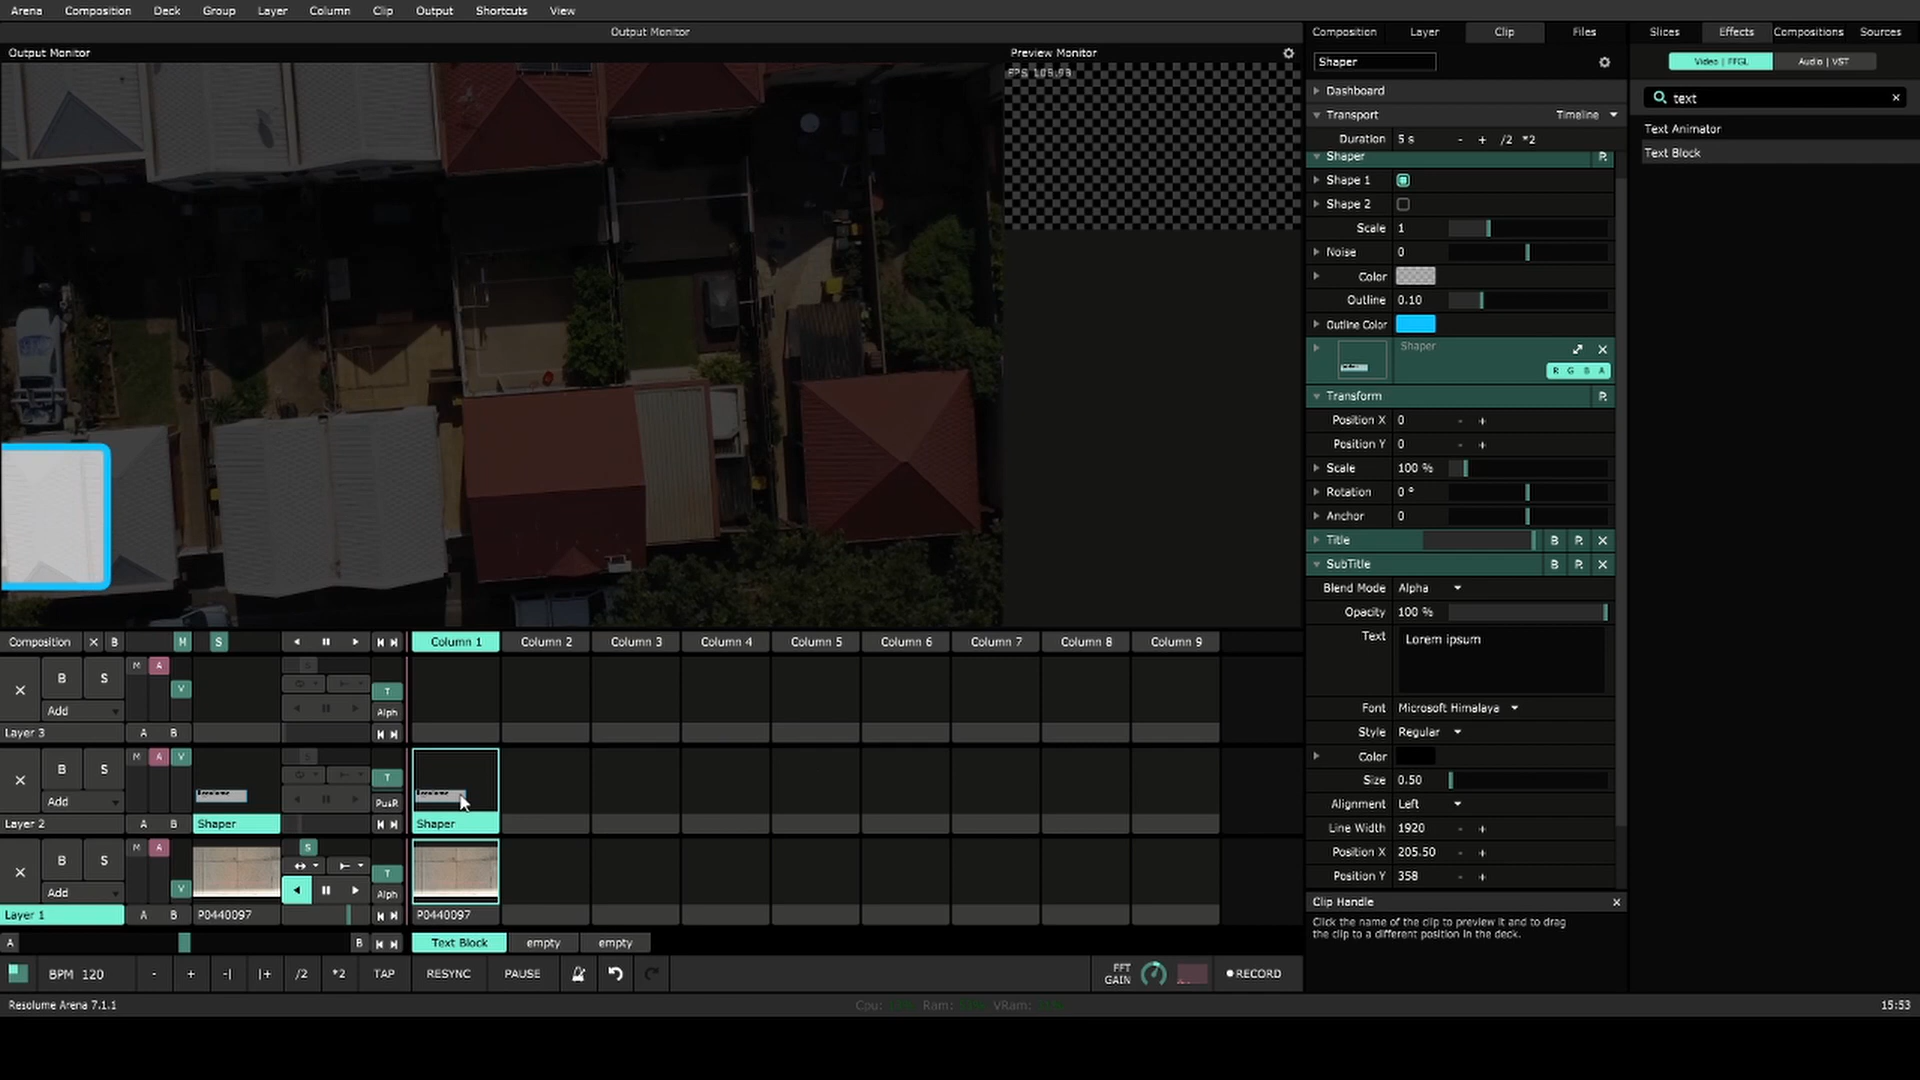 Arena Composition Deck Group Layer Column Clip Output Shortcuts View
Output Monitor
Output Monitor
Preview Monitor
FPS 109.93
Composition Layer Clip Files
Shaper
Dashboard
Transport Timeline
Duration 5 s - + /2 *2
Shaper P.
Shape 1
Shape 2
Scale 1
Noise 0
Color
Outline 0.10
Outline Color
Shaper
R G B A
Transform P.
Position X 0 - +
Position Y 0 - +
Scale 100 %
Rotation 0 °
Anchor 0
Title B P. X
SubTitle B P. X
Blend Mode Alpha
Opacity 100 %
Text Lorem ipsum
Font Microsoft Himalaya
Style Regular
Color
Size 0.50
Alignment Left
Line Width 1920 - +
Position X 205.50 - +
Position Y 358 - +
Clip Handle
Click the name of the clip to preview it and to drag
the clip to a different position in the deck.
Slices Effects Compositions Sources
Video | FFGL Audio | VST
text
Text Animator
Text Block
Composition X B M S
Column 1 Column 2 Column 3 Column 4 Column 5 Column 6 Column 7 Column 8 Column 9
X B S M A V S T
Add Alph
Layer 3 A B
X B S M A V S T
Add PusR
Layer 2 A B Shaper Shaper
X B S M A V S T
Add Alph
Layer 1 A B P0440097 P0440097
A B Text Block empty empty
BPM 120 - + -| |+ /2 *2 TAP RESYNC PAUSE
FFT
GAIN
RECORD
Resolume Arena 7.1.1
Cpu: Ram: VRam:
15:53